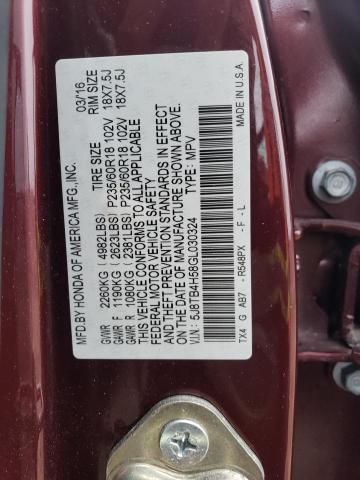 MFD.BY HONDA OF AMERICA MFG.,INC. 03/'16
TIRE SIZE RIM SIZE
GVWR 2260KG (4982LBS)
GAWR F 1190KG (2623LBS) P235/60R18 102V 18X7.5J
GAWR R 1080KG (2381LBS) P235/60R18 102V 18X7.5J
THIS VEHICLE CONFORMS TO ALL APPLICABLE
FEDERAL MOTOR VEHICLE SAFETY
AND THEFT PREVENTION STANDARDS IN EFFECT
ON THE DATE OF MANUFACTURE SHOWN ABOVE.
V.I.N: 5J8TB4H58GL030324 TYPE: MPV
TX4 G AB7 - R548PX - F - L
MADE IN U.S.A.